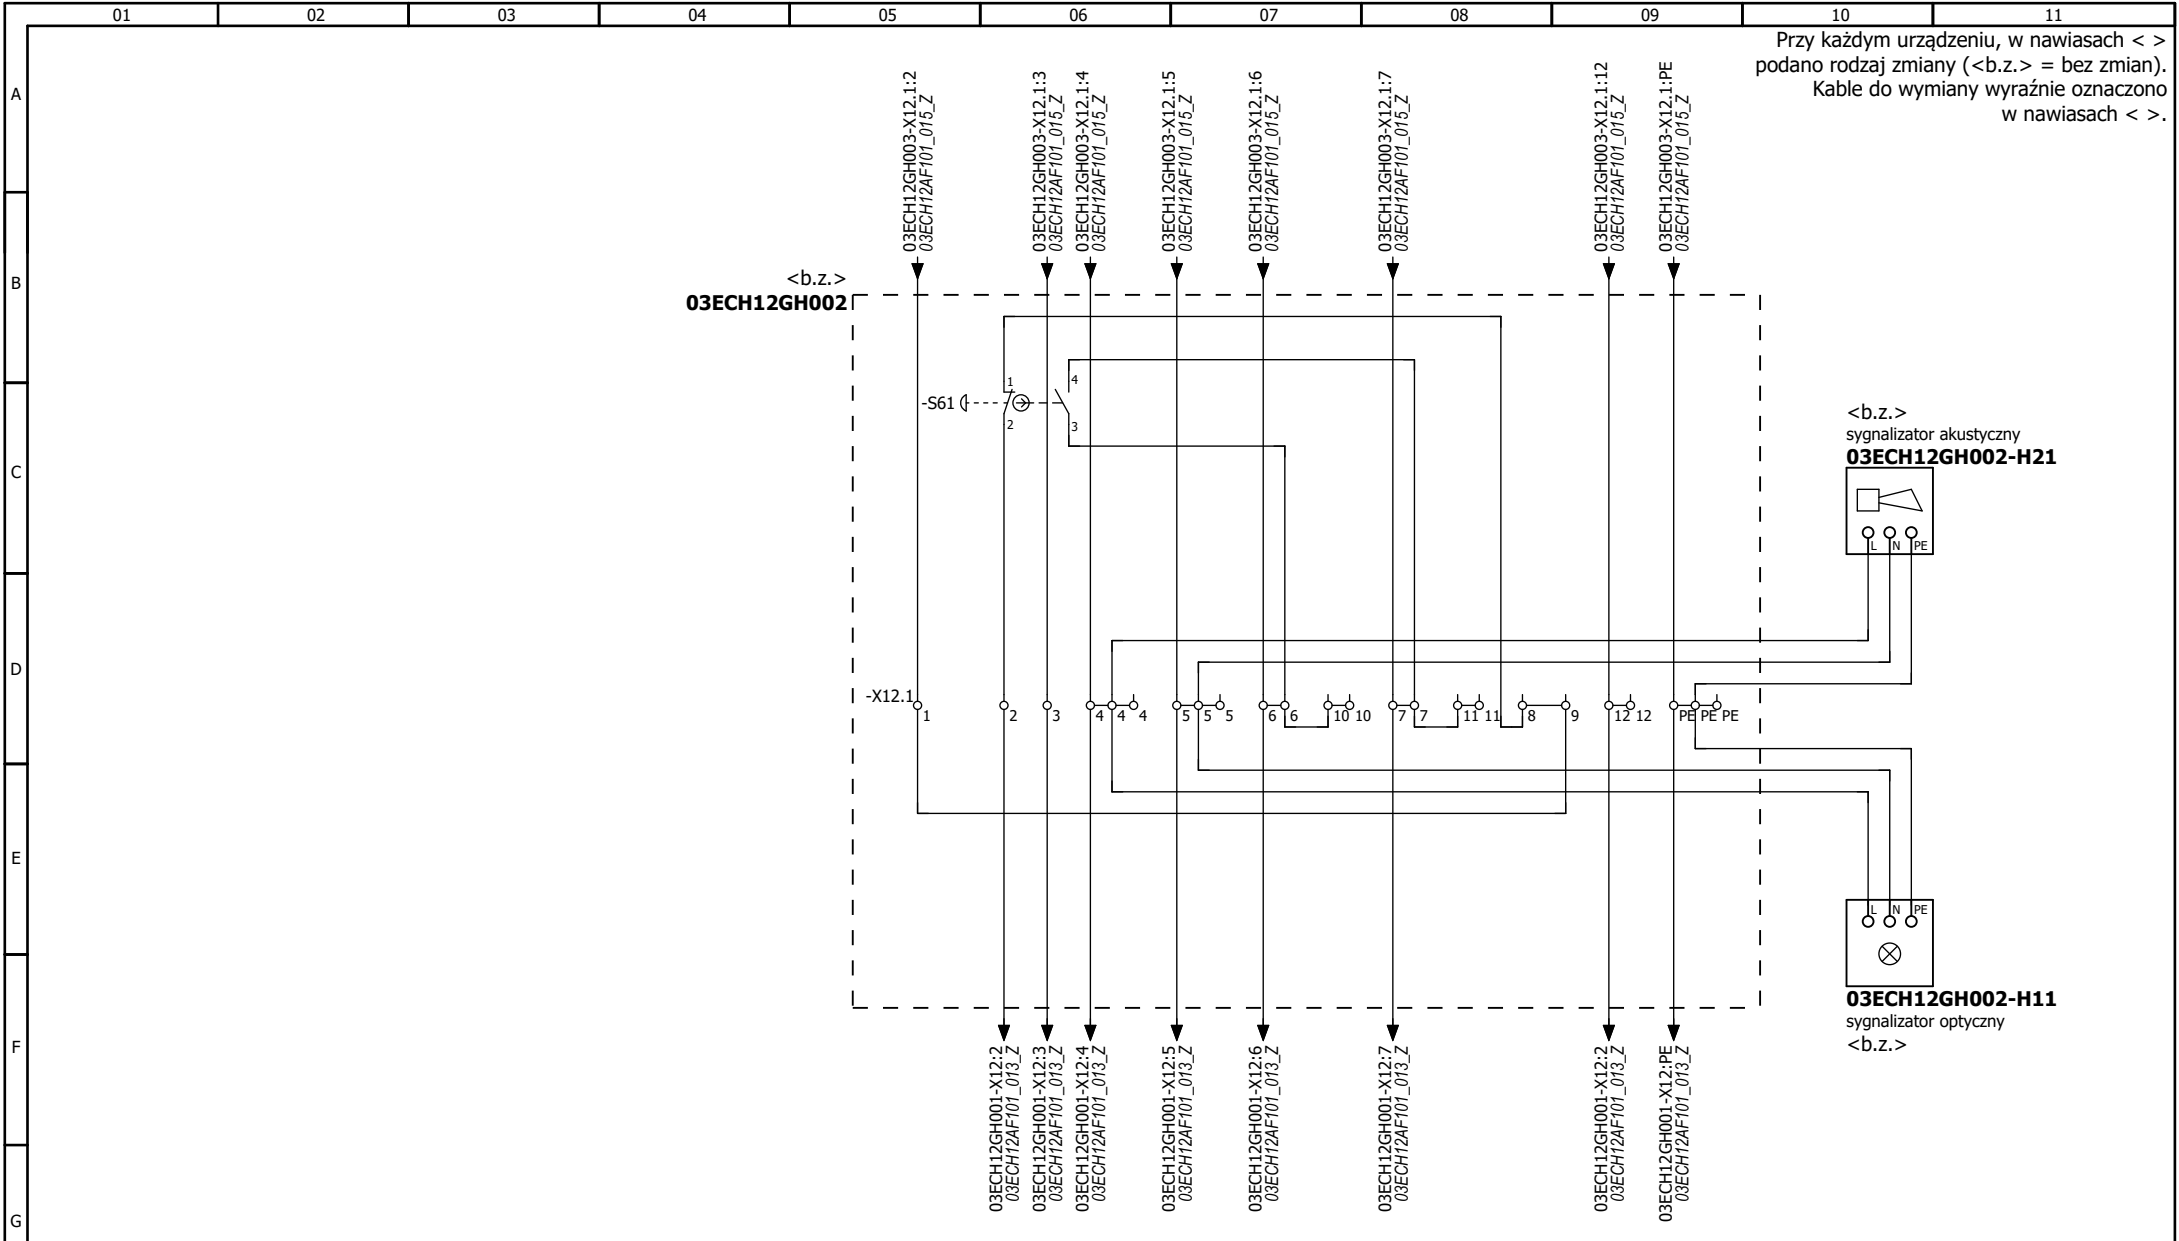 01 02 03 04 05 06 07 08 09 10 11
Przy każdym urządzeniu, w nawiasach < >
podano rodzaj zmiany (<b.z.> = bez zmian).
Kable do wymiany wyraźnie oznaczono
w nawiasach < >.
A
B
C
D
E
F
G
03ECH12GH003-X12.1:2
03ECH12AF101_015_Z
03ECH12GH003-X12.1:3
03ECH12AF101_015_Z
03ECH12GH003-X12.1:4
03ECH12AF101_015_Z
03ECH12GH003-X12.1:5
03ECH12AF101_015_Z
03ECH12GH003-X12.1:6
03ECH12AF101_015_Z
03ECH12GH003-X12.1:7
03ECH12AF101_015_Z
03ECH12GH003-X12.1:12
03ECH12AF101_015_Z
03ECH12GH003-X12.1:PE
03ECH12AF101_015_Z
<b.z.>
03ECH12GH002
1
4
-S61
2
3
<b.z.>
sygnalizator akustyczny
03ECH12GH002-H21
L N PE
-X12.1
1 2 3 4 4 4 5 5 5 6 6 10 10 7 7 11 11 8 9 12 12 PE PE PE
L N PE
03ECH12GH002-H11
sygnalizator optyczny
<b.z.>
03ECH12GH001-X12:2
03ECH12AF101_013_Z
03ECH12GH001-X12:3
03ECH12AF101_013_Z
03ECH12GH001-X12:4
03ECH12AF101_013_Z
03ECH12GH001-X12:5
03ECH12AF101_013_Z
03ECH12GH001-X12:6
03ECH12AF101_013_Z
03ECH12GH001-X12:7
03ECH12AF101_013_Z
03ECH12GH001-X12:2
03ECH12AF101_013_Z
03ECH12GH001-X12:PE
03ECH12AF101_013_Z